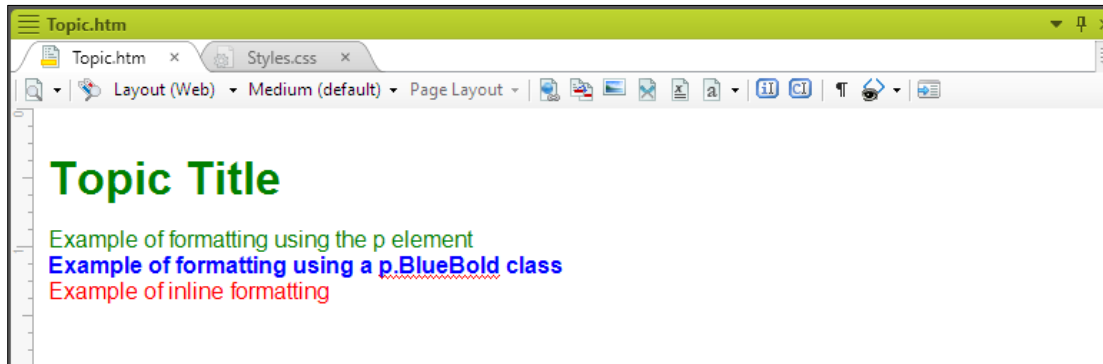 Topic.htm
Topic.htm × Styles.css ×
Layout (Web) Medium (default) Page Layout
Topic Title
Example of formatting using the p element
Example of formatting using a p.BlueBold class
Example of inline formatting